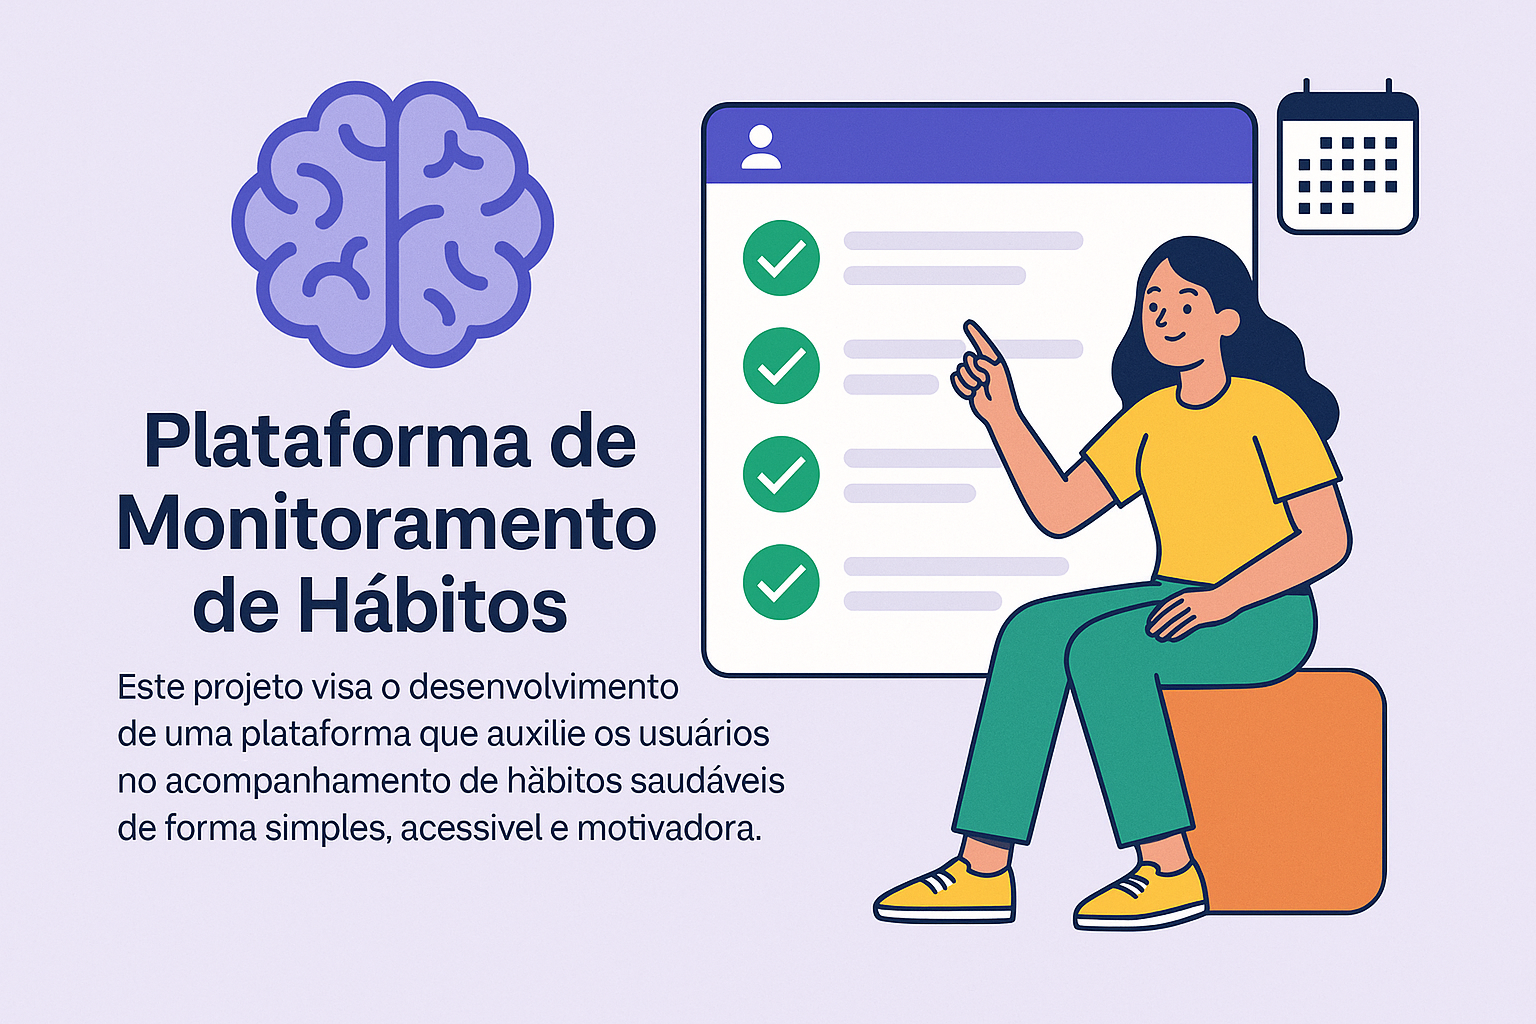 Plataforma de
Monitoramento
de Hábitos
Este projeto visa o desenvolvimento
de uma plataforma que auxilie os usuários
no acompanhamento de hàbitos saudáveis
de forma simples, acessivel e motivadora.